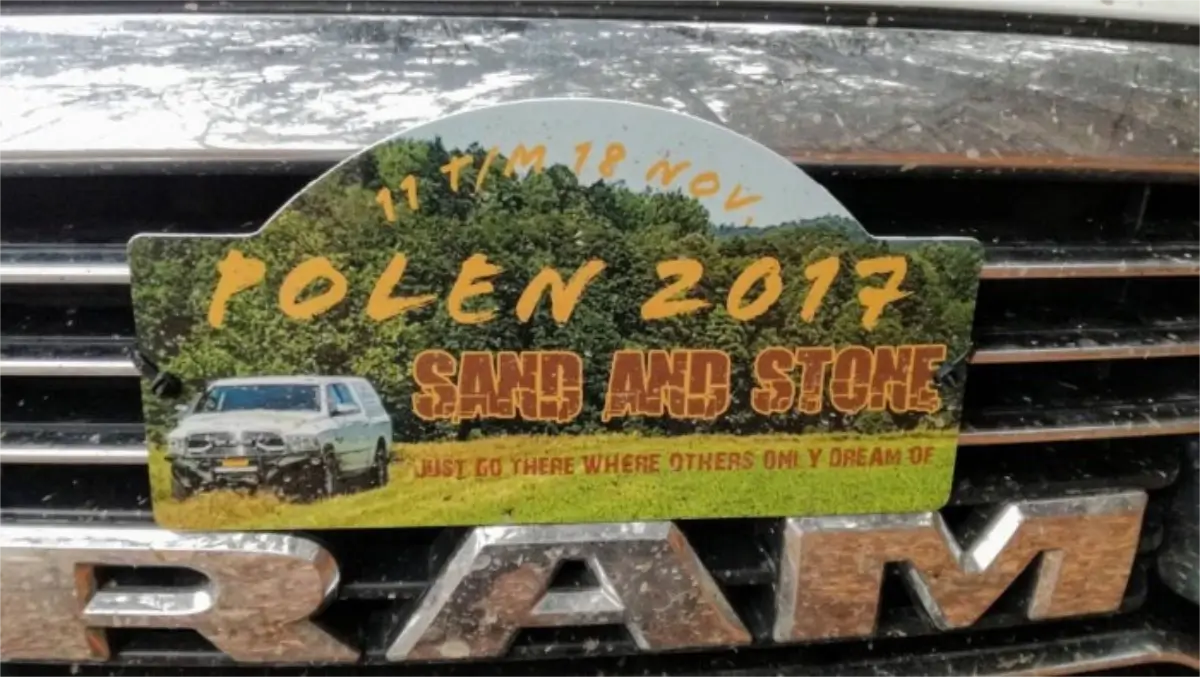 11 T/M 18 NOV.
POLEN 2017
SAND AND STONE
JUST GO THERE WHERE OTHERS ONLY DREAM OF
RAM